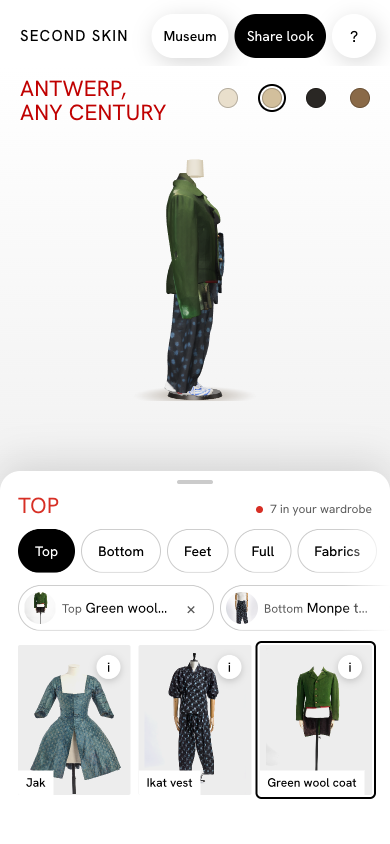 SECOND SKIN
Museum
Share look
?
ANTWERP,
ANY CENTURY
TOP
7 in your wardrobe
Top
Bottom
Feet
Full
Fabrics
Top Green wool... ×
Bottom Monpe t...
i
i
i
Jak
Ikat vest
Green wool coat